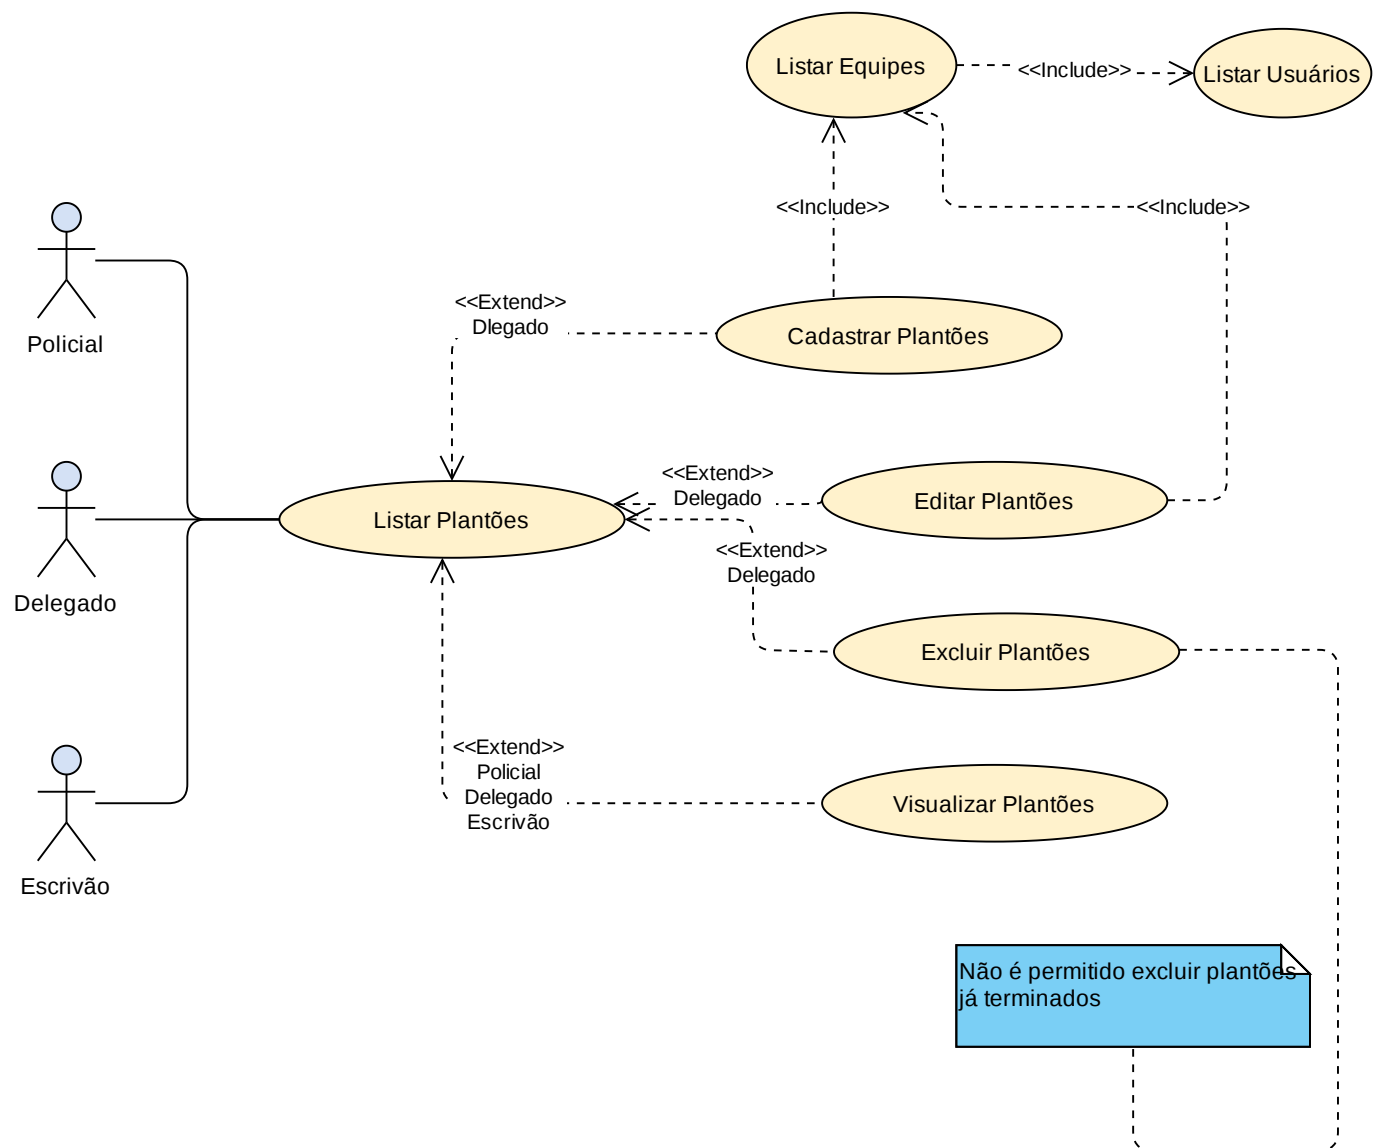 Listar Equipes
<<Include>>
Listar Usuários
<<Include>>
<<Include>>
Policial
<<Extend>>
Dlegado
Cadastrar Plantões
<<Extend>>
Delegado
Editar Plantões
Listar Plantões
<<Extend>>
Delegado
Delegado
Excluir Plantões
<<Extend>>
Policial
Delegado
Escrivão
Visualizar Plantões
Escrivão
Não é permitido excluir plantões
já terminados